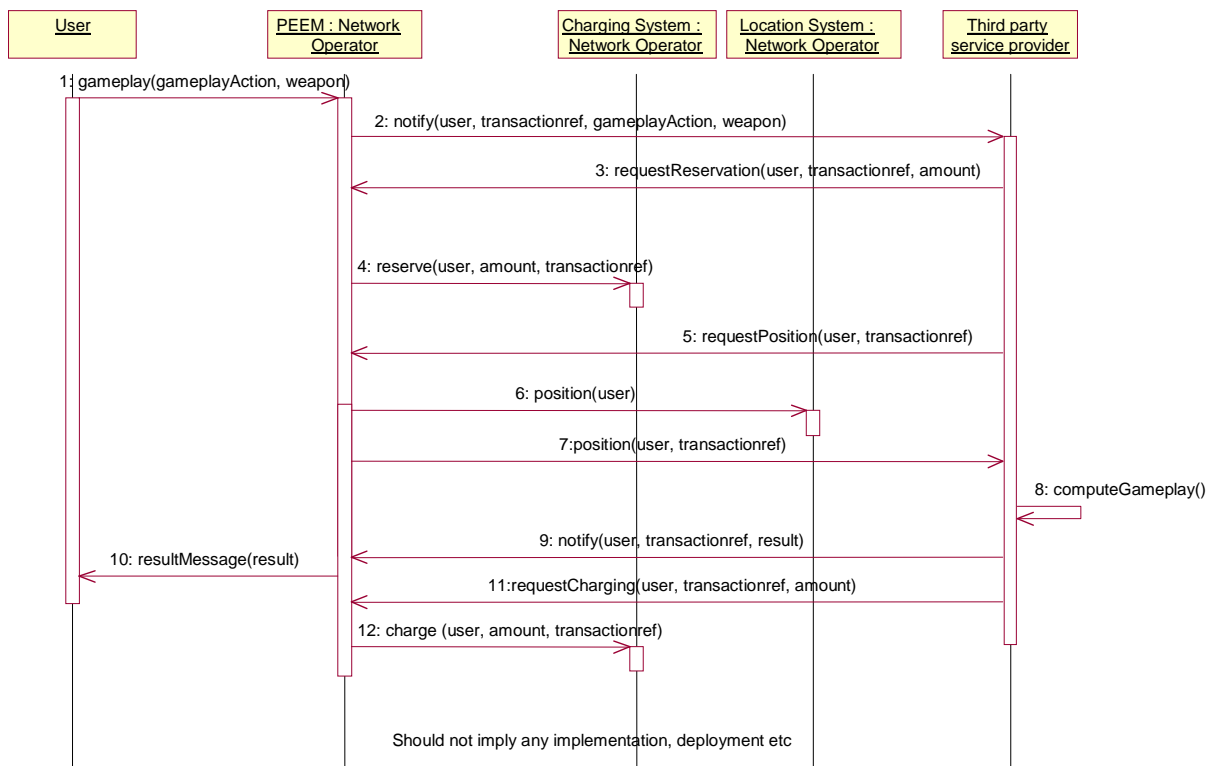 User
PEEM : Network
Operator
Charging System :
Network Operator
Location System :
Network Operator
Third party
service provider
1: gameplay(gameplayAction, weapon)
2: notify(user, transactionref, gameplayAction, weapon)
3: requestReservation(user, transactionref, amount)
4: reserve(user, amount, transactionref)
5: requestPosition(user, transactionref)
6: position(user)
7:position(user, transactionref)
8: computeGameplay()
9: notify(user, transactionref, result)
10: resultMessage(result)
11:requestCharging(user, transactionref, amount)
12: charge (user, amount, transactionref)
Should not imply any implementation, deployment etc